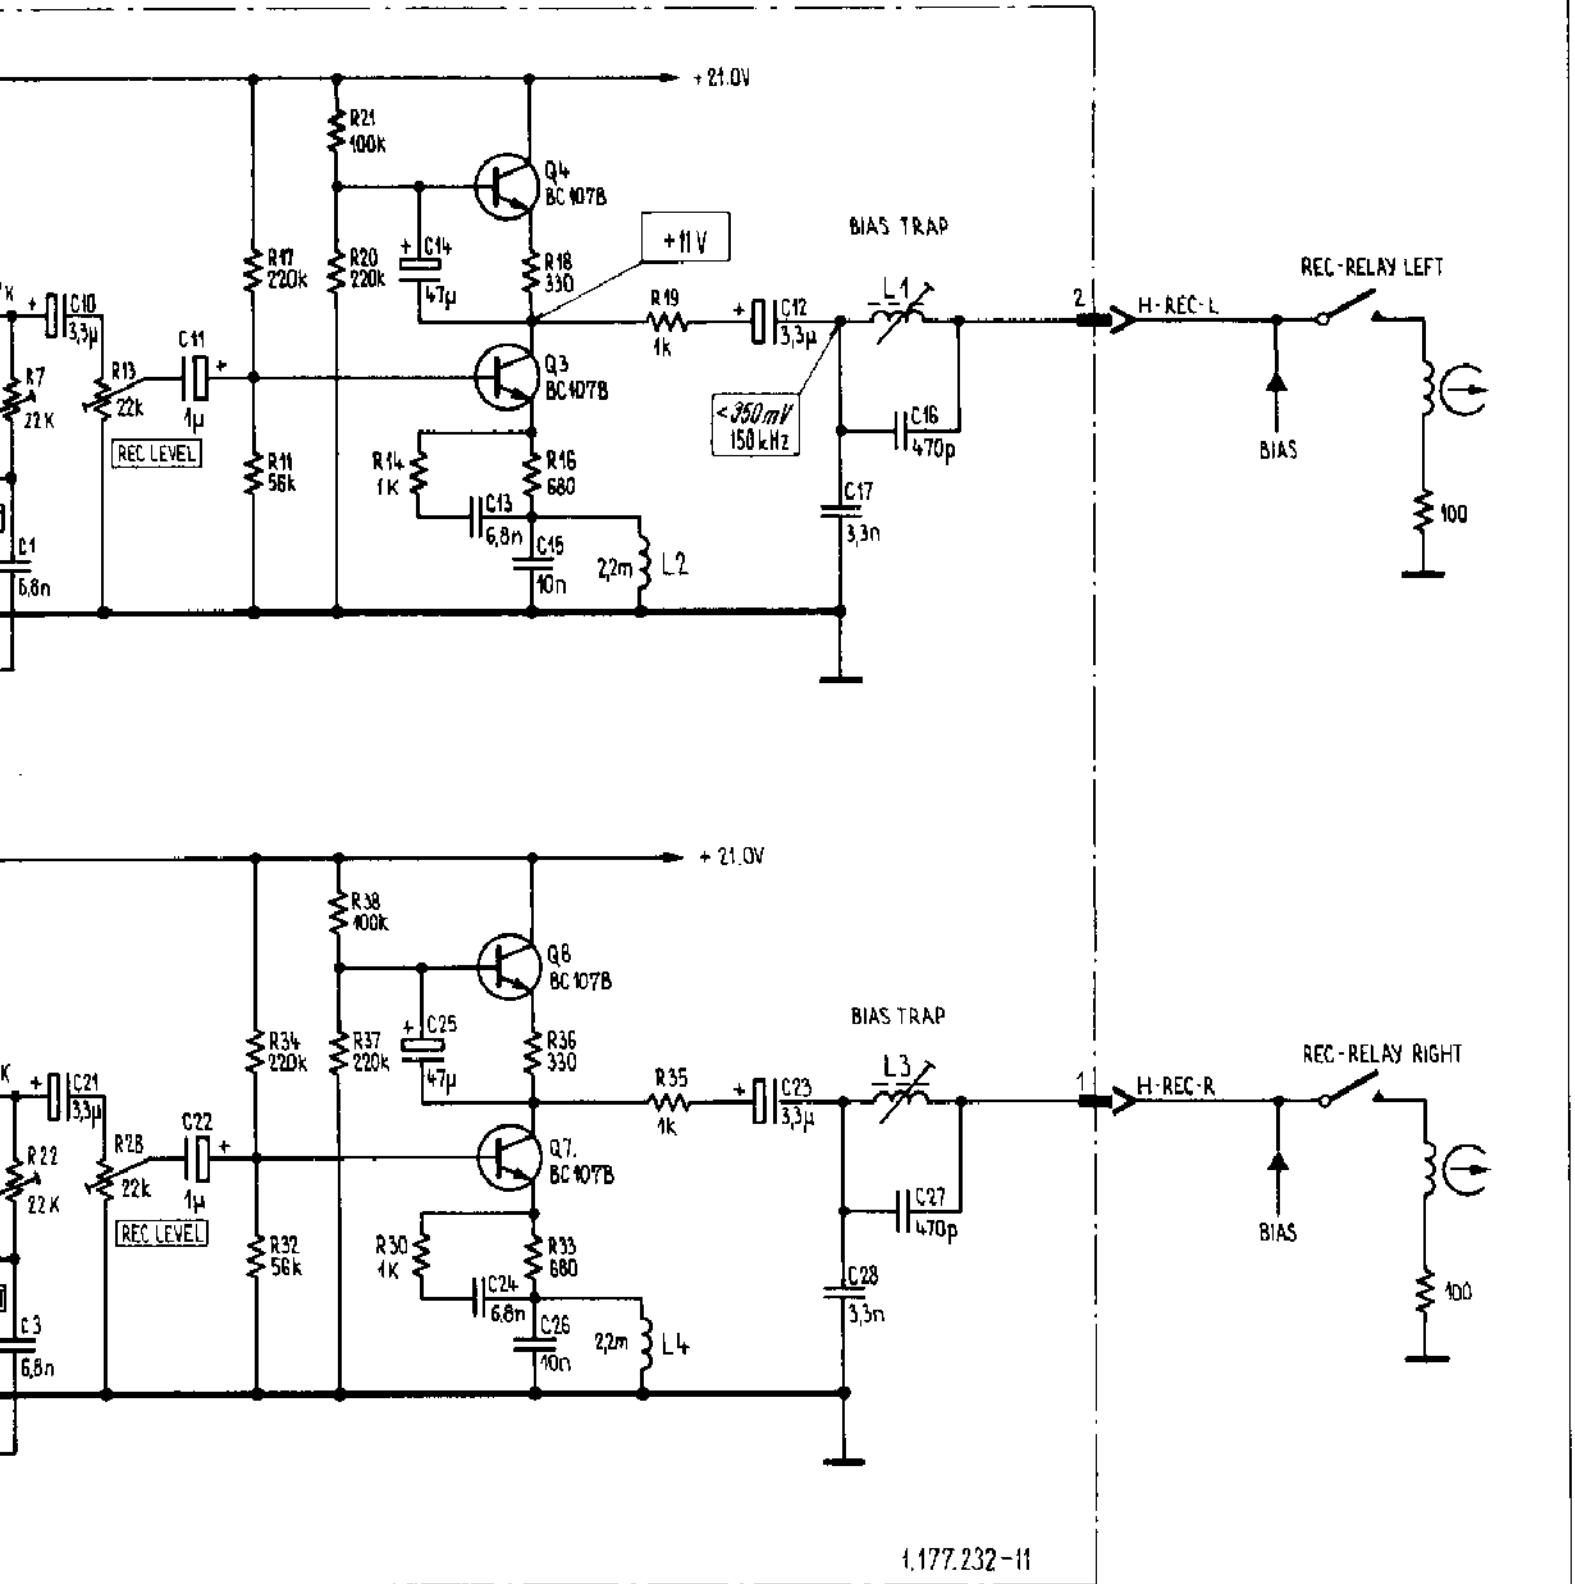 + 21.0V
R21
100k
Q4
BC107B
+11V
BIAS TRAP
REC-RELAY LEFT
K
+
C10
3,3µ
R17
220k
R20
220k
+
C14
47µ
R18
330
R19
1k
+
C12
3,3µ
L1
2
H-REC-L
C11
+
1µ
R7
22K
R13
22k
REC LEVEL
Q3
BC107B
<350mV
150kHz
C16
470p
BIAS
R11
56k
R14
1K
R16
680
C13
6,8n
C17
3,3n
100
C1
6,8n
C15
10n
2,2m
L2
+ 21.0V
R38
100k
Q8
BC107B
BIAS TRAP
REC-RELAY RIGHT
K
+
C21
3,3µ
R34
220k
R37
220k
+
C25
47µ
R36
330
R35
1k
+
C23
3,3µ
L3
1
H-REC-R
C22
+
1µ
R22
22K
R28
22k
REC LEVEL
Q7.
BC107B
C27
470p
BIAS
R32
56k
R30
1K
R33
680
C24
6,8n
C28
3,3n
100
C3
6,8n
C26
10n
2,2m
L4
1.177.232-11